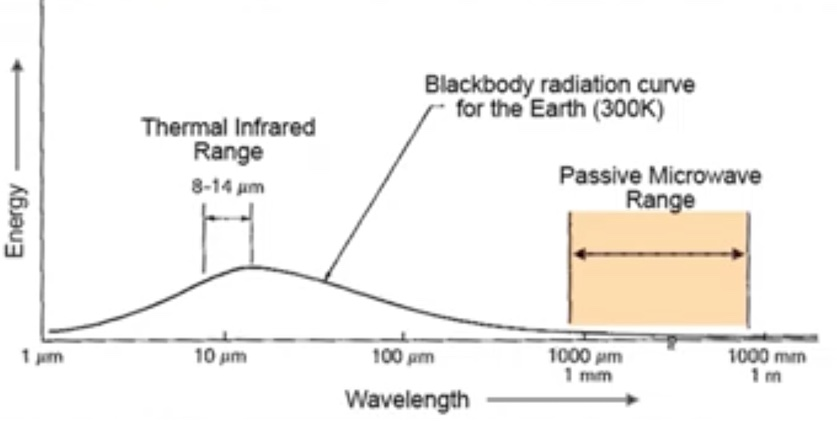 Blackbody radiation curve
for the Earth (300K)
Thermal Infrared
Range
8-14 μm
Passive Microwave
Range
Energy
1 μm
10 μm
100 μm
1000 μm
1 mm
1000 mm
1 m
Wavelength